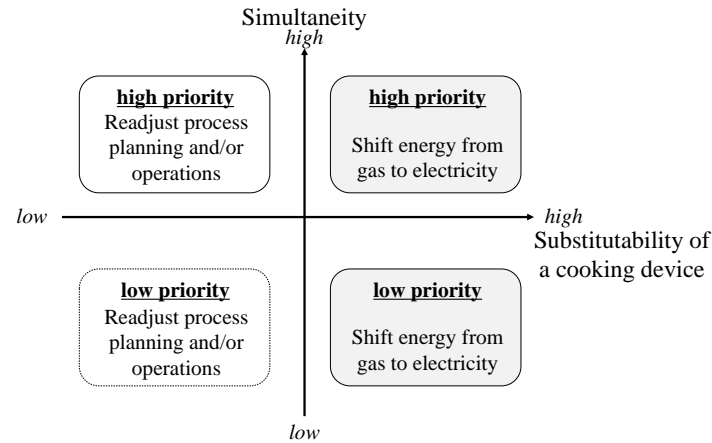 Simultaneity
high
high priority
Readjust process
planning and/or
operations
high priority
Shift energy from
gas to electricity
low
high
Substitutability of
a cooking device
low priority
Readjust process
planning and/or
operations
low priority
Shift energy from
gas to electricity
low